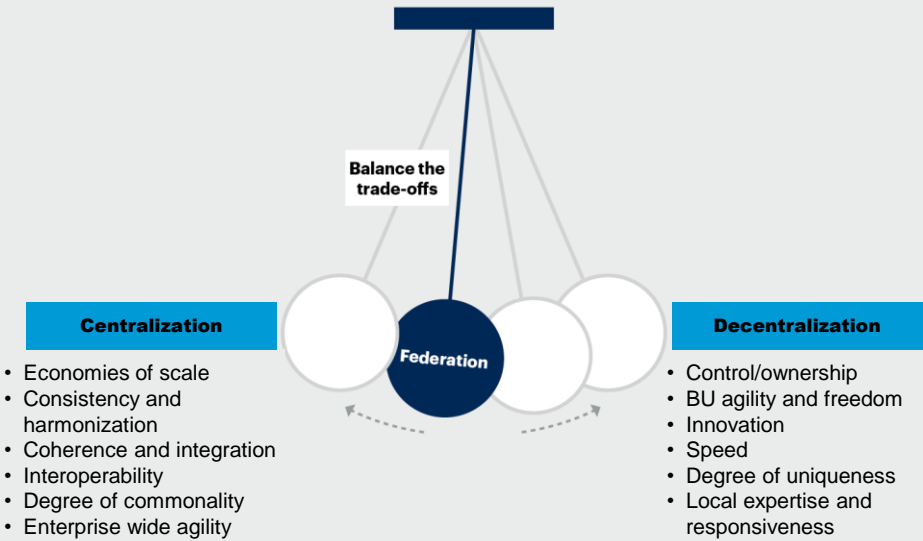 Balance the
trade-offs
Federation
Centralization
• Economies of scale
• Consistency and
harmonization
• Coherence and integration
• Interoperability
• Degree of commonality
• Enterprise wide agility
Decentralization
• Control/ownership
• BU agility and freedom
• Innovation
• Speed
• Degree of uniqueness
• Local expertise and
responsiveness